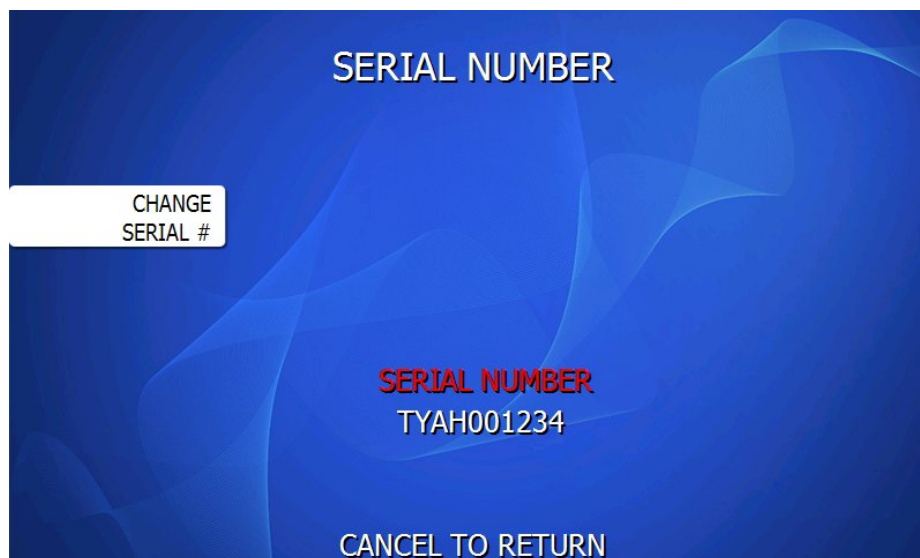 SERIAL NUMBER
CHANGE
SERIAL #
SERIAL NUMBER
TYAH001234
CANCEL TO RETURN